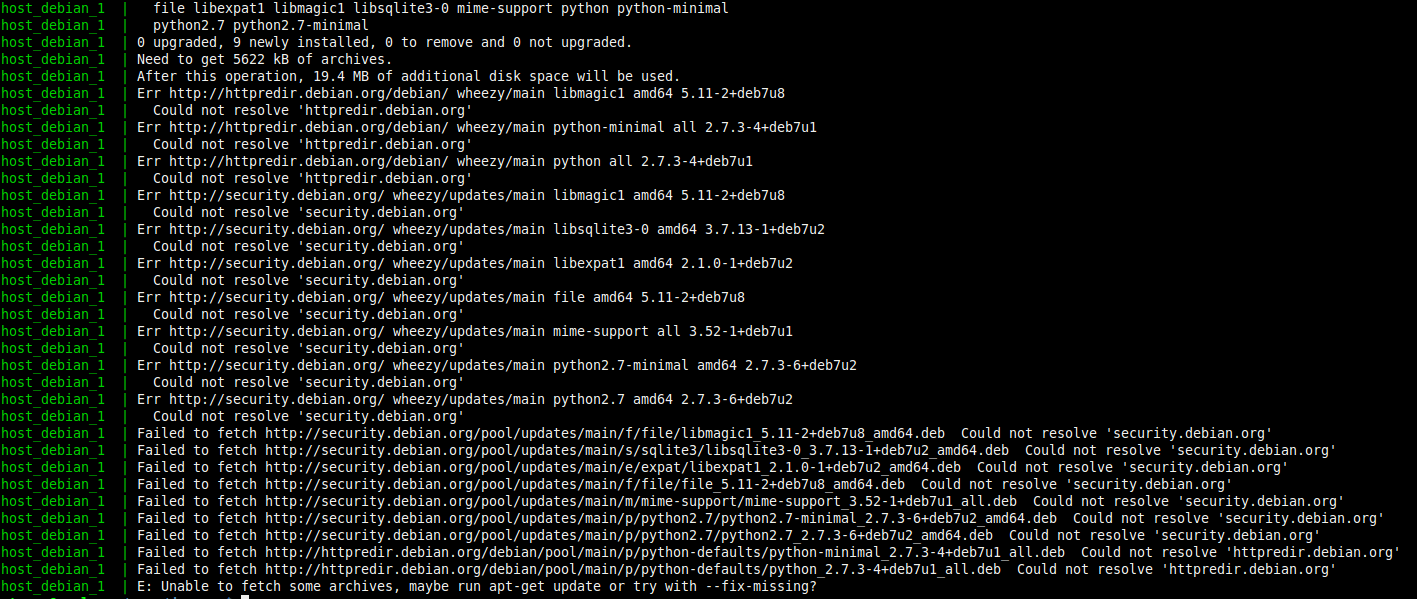 host_debian_1  |   file libexpat1 libmagic1 libsqlite3-0 mime-support python python-minimal
host_debian_1  |   python2.7 python2.7-minimal
host_debian_1  | 0 upgraded, 9 newly installed, 0 to remove and 0 not upgraded.
host_debian_1  | Need to get 5622 kB of archives.
host_debian_1  | After this operation, 19.4 MB of additional disk space will be used.
host_debian_1  | Err http://httpredir.debian.org/debian/ wheezy/main libmagic1 amd64 5.11-2+deb7u8
host_debian_1  |   Could not resolve 'httpredir.debian.org'
host_debian_1  | Err http://httpredir.debian.org/debian/ wheezy/main python-minimal all 2.7.3-4+deb7u1
host_debian_1  |   Could not resolve 'httpredir.debian.org'
host_debian_1  | Err http://httpredir.debian.org/debian/ wheezy/main python all 2.7.3-4+deb7u1
host_debian_1  |   Could not resolve 'httpredir.debian.org'
host_debian_1  | Err http://security.debian.org/ wheezy/updates/main libmagic1 amd64 5.11-2+deb7u8
host_debian_1  |   Could not resolve 'security.debian.org'
host_debian_1  | Err http://security.debian.org/ wheezy/updates/main libsqlite3-0 amd64 3.7.13-1+deb7u2
host_debian_1  |   Could not resolve 'security.debian.org'
host_debian_1  | Err http://security.debian.org/ wheezy/updates/main libexpat1 amd64 2.1.0-1+deb7u2
host_debian_1  |   Could not resolve 'security.debian.org'
host_debian_1  | Err http://security.debian.org/ wheezy/updates/main file amd64 5.11-2+deb7u8
host_debian_1  |   Could not resolve 'security.debian.org'
host_debian_1  | Err http://security.debian.org/ wheezy/updates/main mime-support all 3.52-1+deb7u1
host_debian_1  |   Could not resolve 'security.debian.org'
host_debian_1  | Err http://security.debian.org/ wheezy/updates/main python2.7-minimal amd64 2.7.3-6+deb7u2
host_debian_1  |   Could not resolve 'security.debian.org'
host_debian_1  | Err http://security.debian.org/ wheezy/updates/main python2.7 amd64 2.7.3-6+deb7u2
host_debian_1  |   Could not resolve 'security.debian.org'
host_debian_1  | Failed to fetch http://security.debian.org/pool/updates/main/f/file/libmagic1_5.11-2+deb7u8_amd64.deb  Could not resolve 'security.debian.org'
host_debian_1  | Failed to fetch http://security.debian.org/pool/updates/main/s/sqlite3/libsqlite3-0_3.7.13-1+deb7u2_amd64.deb  Could not resolve 'security.debian.org'
host_debian_1  | Failed to fetch http://security.debian.org/pool/updates/main/e/expat/libexpat1_2.1.0-1+deb7u2_amd64.deb  Could not resolve 'security.debian.org'
host_debian_1  | Failed to fetch http://security.debian.org/pool/updates/main/f/file/file_5.11-2+deb7u8_amd64.deb  Could not resolve 'security.debian.org'
host_debian_1  | Failed to fetch http://security.debian.org/pool/updates/main/m/mime-support/mime-support_3.52-1+deb7u1_all.deb  Could not resolve 'security.debian.org'
host_debian_1  | Failed to fetch http://security.debian.org/pool/updates/main/p/python2.7/python2.7-minimal_2.7.3-6+deb7u2_amd64.deb  Could not resolve 'security.debian.org'
host_debian_1  | Failed to fetch http://security.debian.org/pool/updates/main/p/python2.7/python2.7_2.7.3-6+deb7u2_amd64.deb  Could not resolve 'security.debian.org'
host_debian_1  | Failed to fetch http://httpredir.debian.org/debian/pool/main/p/python-defaults/python-minimal_2.7.3-4+deb7u1_all.deb  Could not resolve 'httpredir.debian.org'
host_debian_1  | Failed to fetch http://httpredir.debian.org/debian/pool/main/p/python-defaults/python_2.7.3-4+deb7u1_all.deb  Could not resolve 'httpredir.debian.org'
host_debian_1  | E: Unable to fetch some archives, maybe run apt-get update or try with --fix-missing?